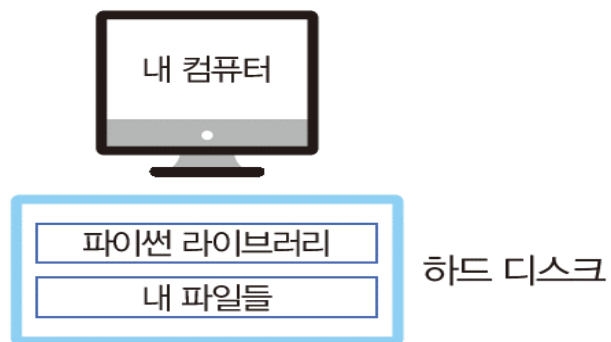 내 컴퓨터
파이썬 라이브러리
내 파일들
하드 디스크